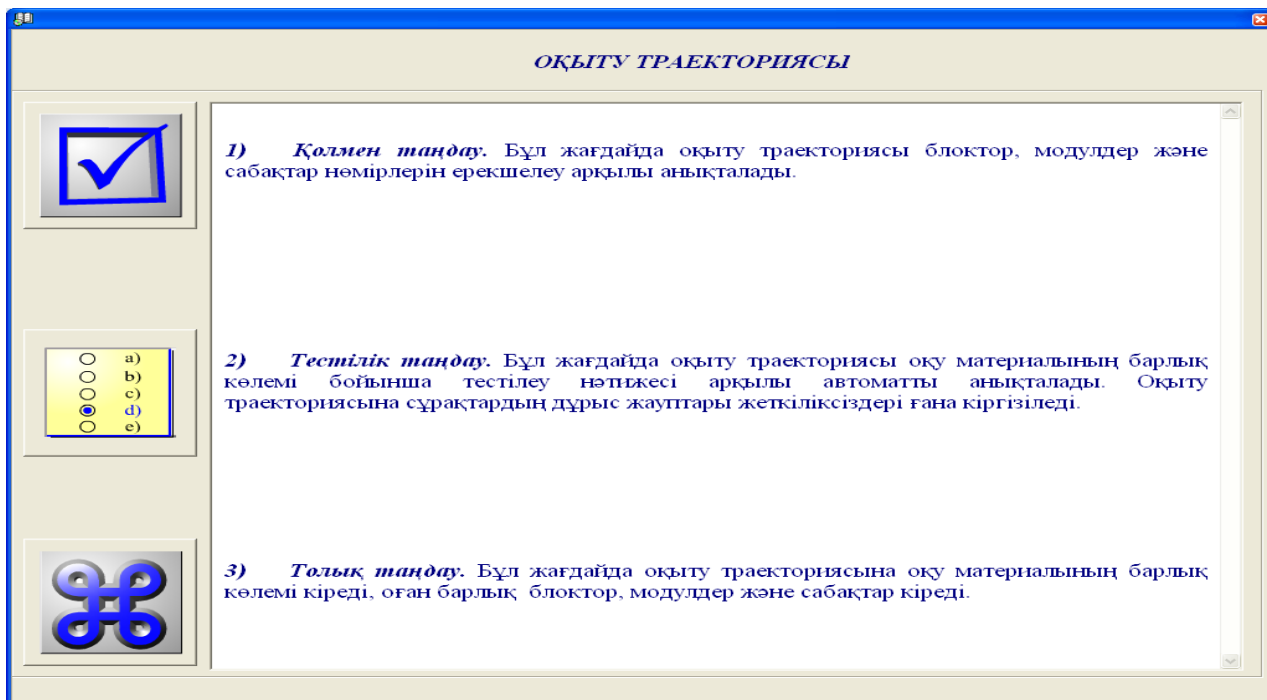 ОҚЫТУ ТРАЕКТОРИЯСЫ
1) Қолмен таңдау. Бұл жағдайда оқыту траекториясы блоктор, модулдер және
сабақтар нөмірлерін ерекшелеу арқылы анықталады.
a)
b)
c)
d)
e)
2) Тестілік таңдау. Бұл жағдайда оқыту траекториясы оқу материалының барлық
көлемі бойынша тестілеу нәтижесі арқылы автоматты анықталады. Оқыту
траекториясына сұрақтардың дұрыс жауптары жеткіліксіздері ғана кіргізіледі.
3) Толық таңдау. Бұл жағдайда оқыту траекториясына оқу материалының барлық
көлемі кіреді, оған барлық блоктор, модулдер және сабақтар кіреді.